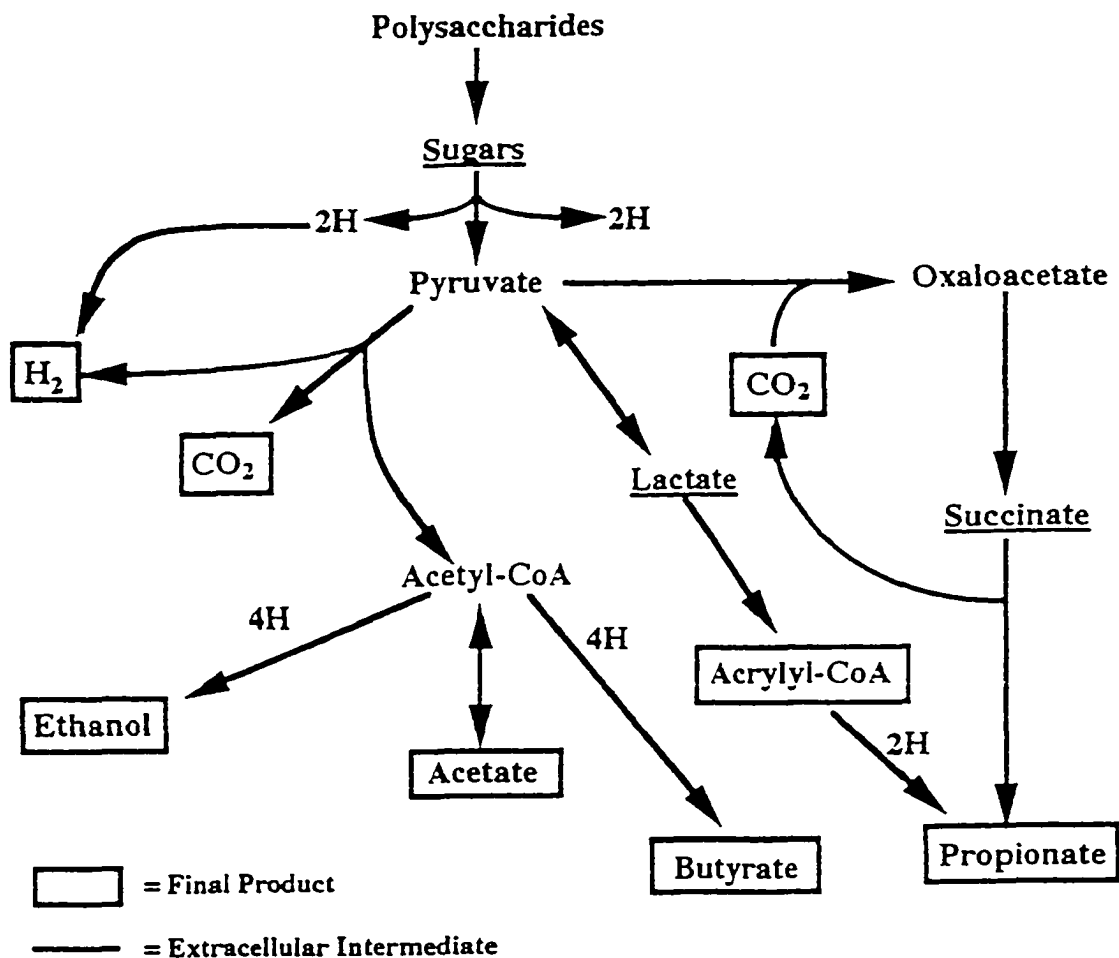 Polysaccharides
Sugars
2H
2H
Pyruvate
Oxaloacetate
H₂
CO₂
CO₂
Lactate
Succinate
Acetyl-CoA
4H
4H
Acrylyl-CoA
Ethanol
2H
Acetate
Butyrate
Propionate
= Final Product
= Extracellular Intermediate